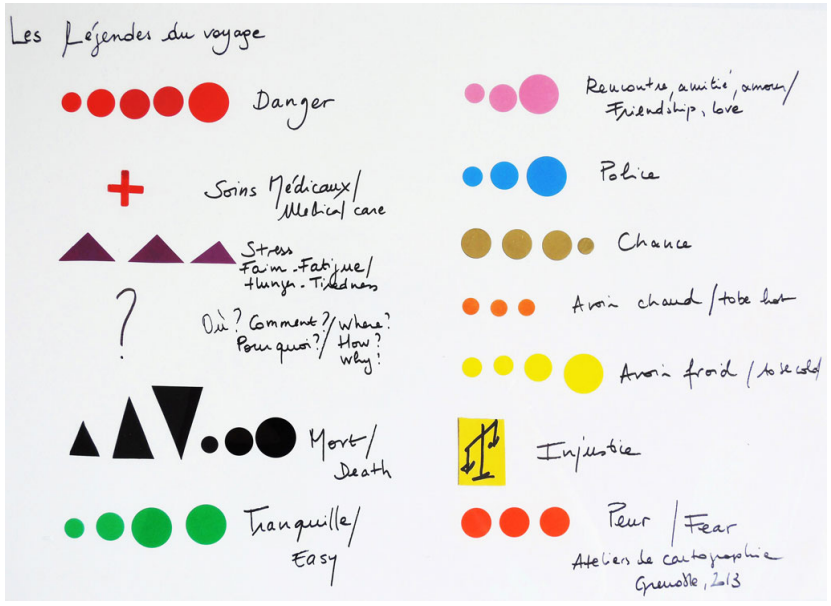 Les Légendes du voyage
Danger
Soins Médicaux/
Medical care
Stress
Faim - Fatigue/
Hunger - Tiredness
?
Où? Comment?/ Where?
Pourquoi?/ How?
Why?
Mort/
Death
Tranquille/
Easy
Rencontre, amitié, amour/
Friendship, love
Police
Chance
Avoir chaud / to be hot
Avoir froid / to be cold
Injustice
Peur / Fear
Ateliers de cartographie
Grenoble, 2013